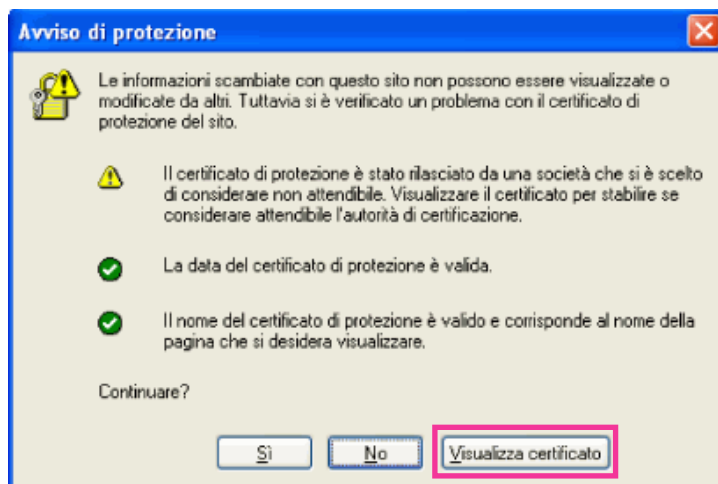 Avviso di protezione
Le informazioni scambiate con questo sito non possono essere visualizzate o
modificate da altri. Tuttavia si è verificato un problema con il certificato di
protezione del sito.
Il certificato di protezione è stato rilasciato da una società che si è scelto
di considerare non attendibile. Visualizzare il certificato per stabilire se
considerare attendibile l'autorità di certificazione.
La data del certificato di protezione è valida.
Il nome del certificato di protezione è valido e corrisponde al nome della
pagina che si desidera visualizzare.
Continuare?
Sì No Visualizza certificato